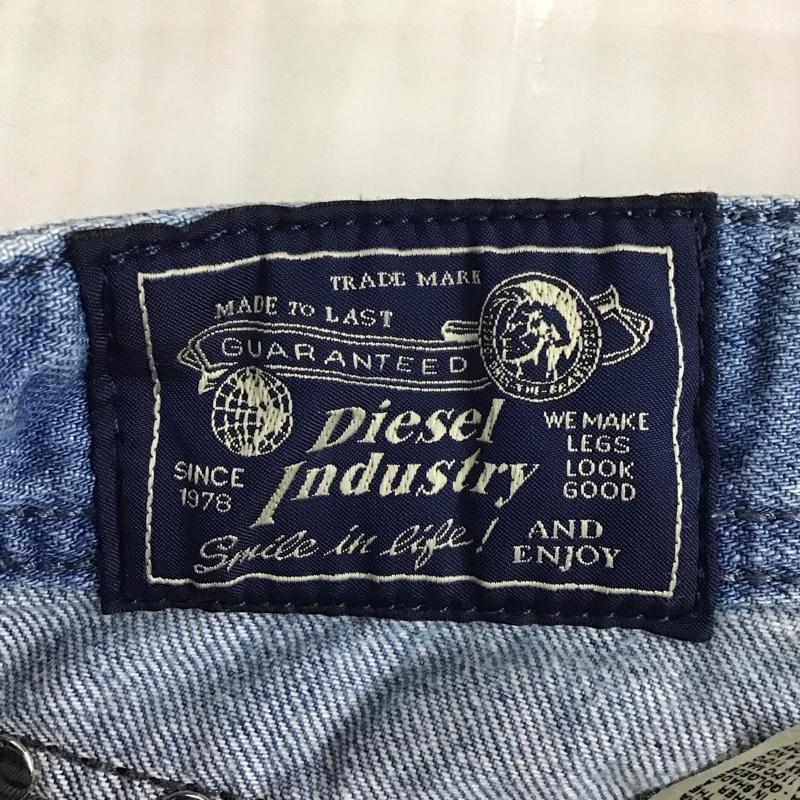 TRADE MARK
MADE TO LAST
GUARANTEED
Diesel
Industry
SINCE
1978
WE MAKE
LEGS
LOOK
GOOD
Smile in life!
AND
ENJOY